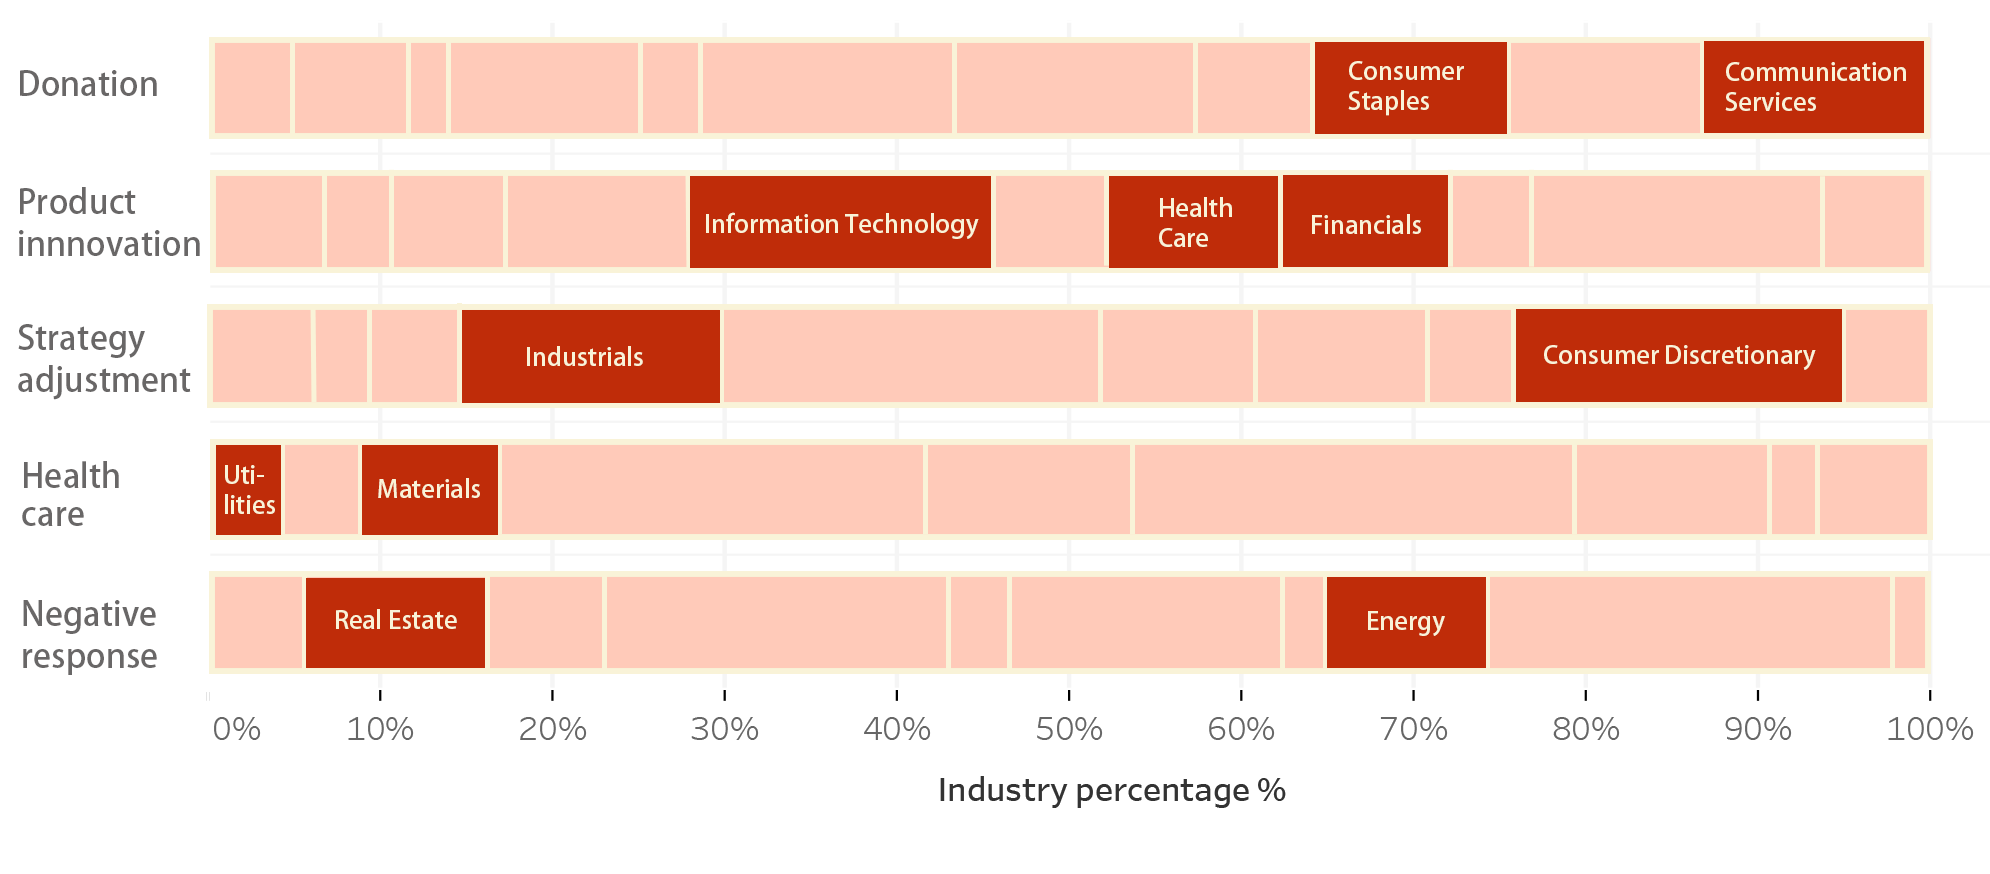 Donation
Consumer
Staples
Communication
Services
Product
innnovation
Information Technology
Health
Care
Financials
Strategy
adjustment
Industrials
Consumer Discretionary
Health
care
Uti-
lities
Materials
Negative
response
Real Estate
Energy
0% 10% 20% 30% 40% 50% 60% 70% 80% 90% 100%
Industry percentage %